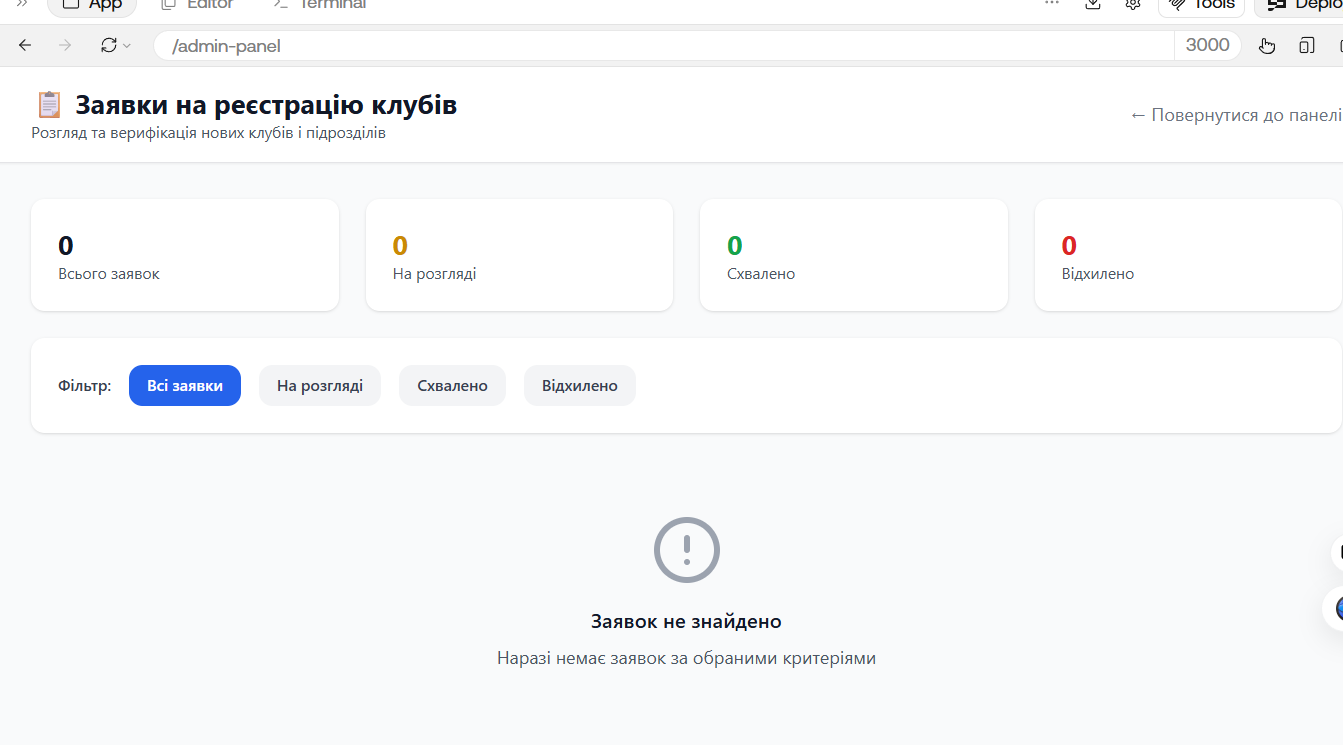 App Editor Terminal Tools
/admin-panel 3000
Заявки на реєстрацію клубів
Розгляд та верифікація нових клубів і підрозділів
← Повернутися до панелі
0
Всього заявок
0
На розгляді
0
Схвалено
0
Відхилено
Фільтр: Всі заявки На розгляді Схвалено Відхилено
Заявок не знайдено
Наразі немає заявок за обраними критеріями